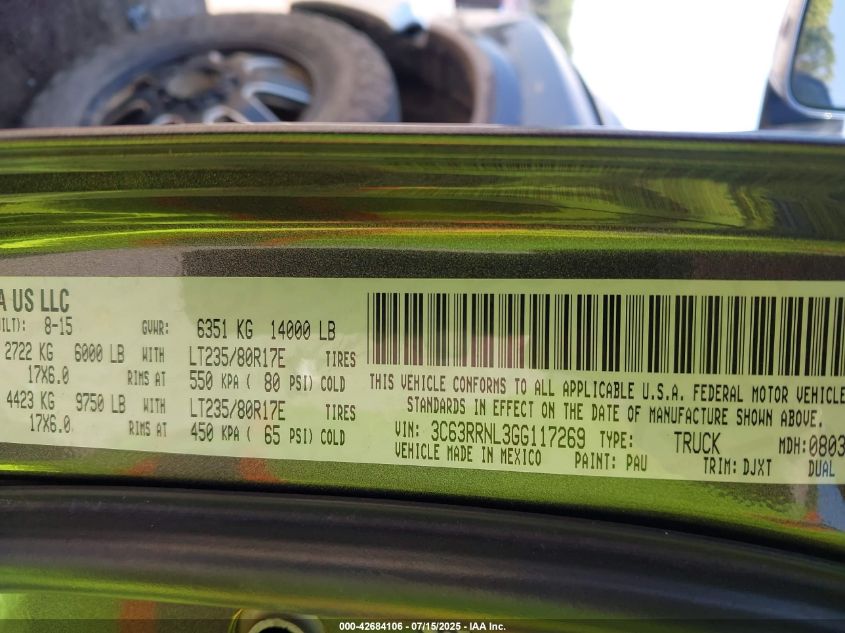 A US LLC
ILT): 8-15 GVWR: 6351 KG 14000 LB
2722 KG 6000 LB WITH LT235/80R17E TIRES
17X6.0 RIMS AT 550 KPA ( 80 PSI) COLD
4423 KG 9750 LB WITH LT235/80R17E TIRES
17X6.0 RIMS AT 450 KPA ( 65 PSI) COLD
THIS VEHICLE CONFORMS TO ALL APPLICABLE U.S.A. FEDERAL MOTOR VEHICLE
STANDARDS IN EFFECT ON THE DATE OF MANUFACTURE SHOWN ABOVE.
VIN: 3C63RRNL3GG117269 TYPE: TRUCK MDH:0803
VEHICLE MADE IN MEXICO PAINT: PAU TRIM: DJXT DUAL
000-42684106 - 07/15/2025 - IAA Inc.